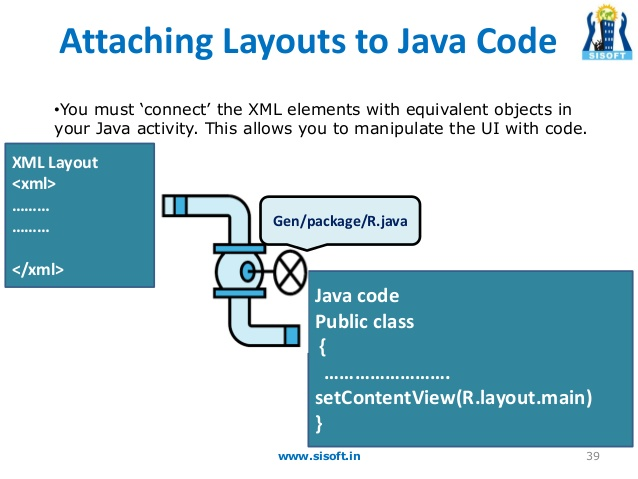 Attaching Layouts to Java Code
SISOFT
•You must ‘connect’ the XML elements with equivalent objects in
your Java activity. This allows you to manipulate the UI with code.
XML Layout
<xml>
………
………
</xml>
Gen/package/R.java
Java code
Public class
{
…………………….
setContentView(R.layout.main)
}
www.sisoft.in
39